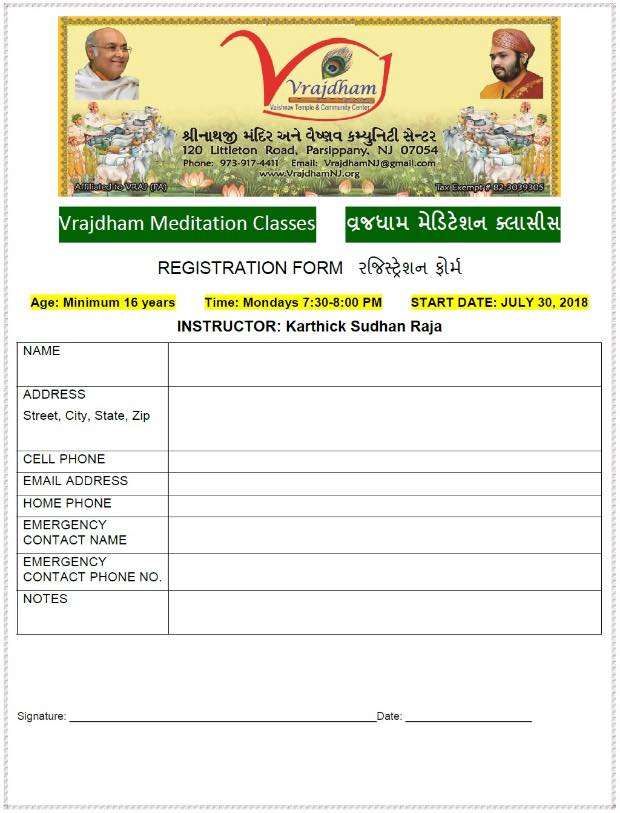 Vrajdham
Vaishnav Temple & Community Center
શ્રીનાથજી મંદિર અને વૈષ્ણવ કમ્યુનિટી સેન્ટર
120 Littleton Road, Parsippany, NJ 07054
Phone: 973-917-4411 Email: VrajdhamNJ@gmail.com
www.VrajdhamNJ.org
Affiliated to VRAJ (PA) Tax Exempt # 82-3039305
Vrajdham Meditation Classes વ્રજધામ મેડિટેશન ક્લાસીસ
REGISTRATION FORM રજિસ્ટ્રેશન ફોર્મ
Age: Minimum 16 years Time: Mondays 7:30-8:00 PM START DATE: JULY 30, 2018
INSTRUCTOR: Karthick Sudhan Raja
NAME
ADDRESS
Street, City, State, Zip
CELL PHONE
EMAIL ADDRESS
HOME PHONE
EMERGENCY
CONTACT NAME
EMERGENCY
CONTACT PHONE NO.
NOTES
Signature: Date: